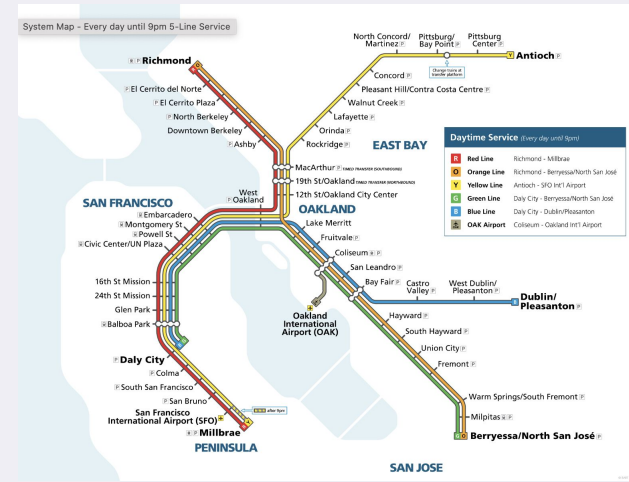 System Map - Every day until 9pm 5-Line Service
North Concord/
Martinez P
Pittsburg/
Bay Point P
Pittsburg
Center P
Y Antioch P
Change trains at
transfer platform
P Richmond
R O
P El Cerrito del Norte
P El Cerrito Plaza
P North Berkeley
Downtown Berkeley
P Ashby
Concord P
Pleasant Hill/Contra Costa Centre P
Walnut Creek P
Lafayette P
Orinda P
Rockridge P
EAST BAY
MacArthur P TIMED TRANSFER (SOUTHBOUND)
19th St/Oakland TIMED TRANSFER (NORTHBOUND)
12th St/Oakland City Center
Daytime Service (Every day until 9pm)
R Red Line Richmond - Millbrae
O Orange Line Richmond - Berryessa/North San José
Y Yellow Line Antioch - SFO Int'l Airport
G Green Line Daly City - Berryessa/North San José
B Blue Line Daly City - Dublin/Pleasanton
OAK Airport Coliseum - Oakland Int'l Airport
SAN FRANCISCO
West
P Oakland
OAKLAND
Embarcadero
Montgomery St
Powell St
Civic Center/UN Plaza
Lake Merritt
Fruitvale P
Coliseum P
San Leandro P
Bay Fair P
Castro
Valley P
West Dublin/
Pleasanton P
B Dublin/
Pleasanton P
16th St Mission
24th St Mission
Glen Park
Balboa Park
B G
Oakland
International
Airport (OAK)
Hayward P
South Hayward P
Union City P
Fremont P
P Daly City
P Colma
P South San Francisco
P San Bruno
San Francisco
International Airport (SFO)
after 9pm
P Millbrae
R
PENINSULA
Warm Springs/South Fremont P
Milpitas P
G O Berryessa/North San José P
SAN JOSE